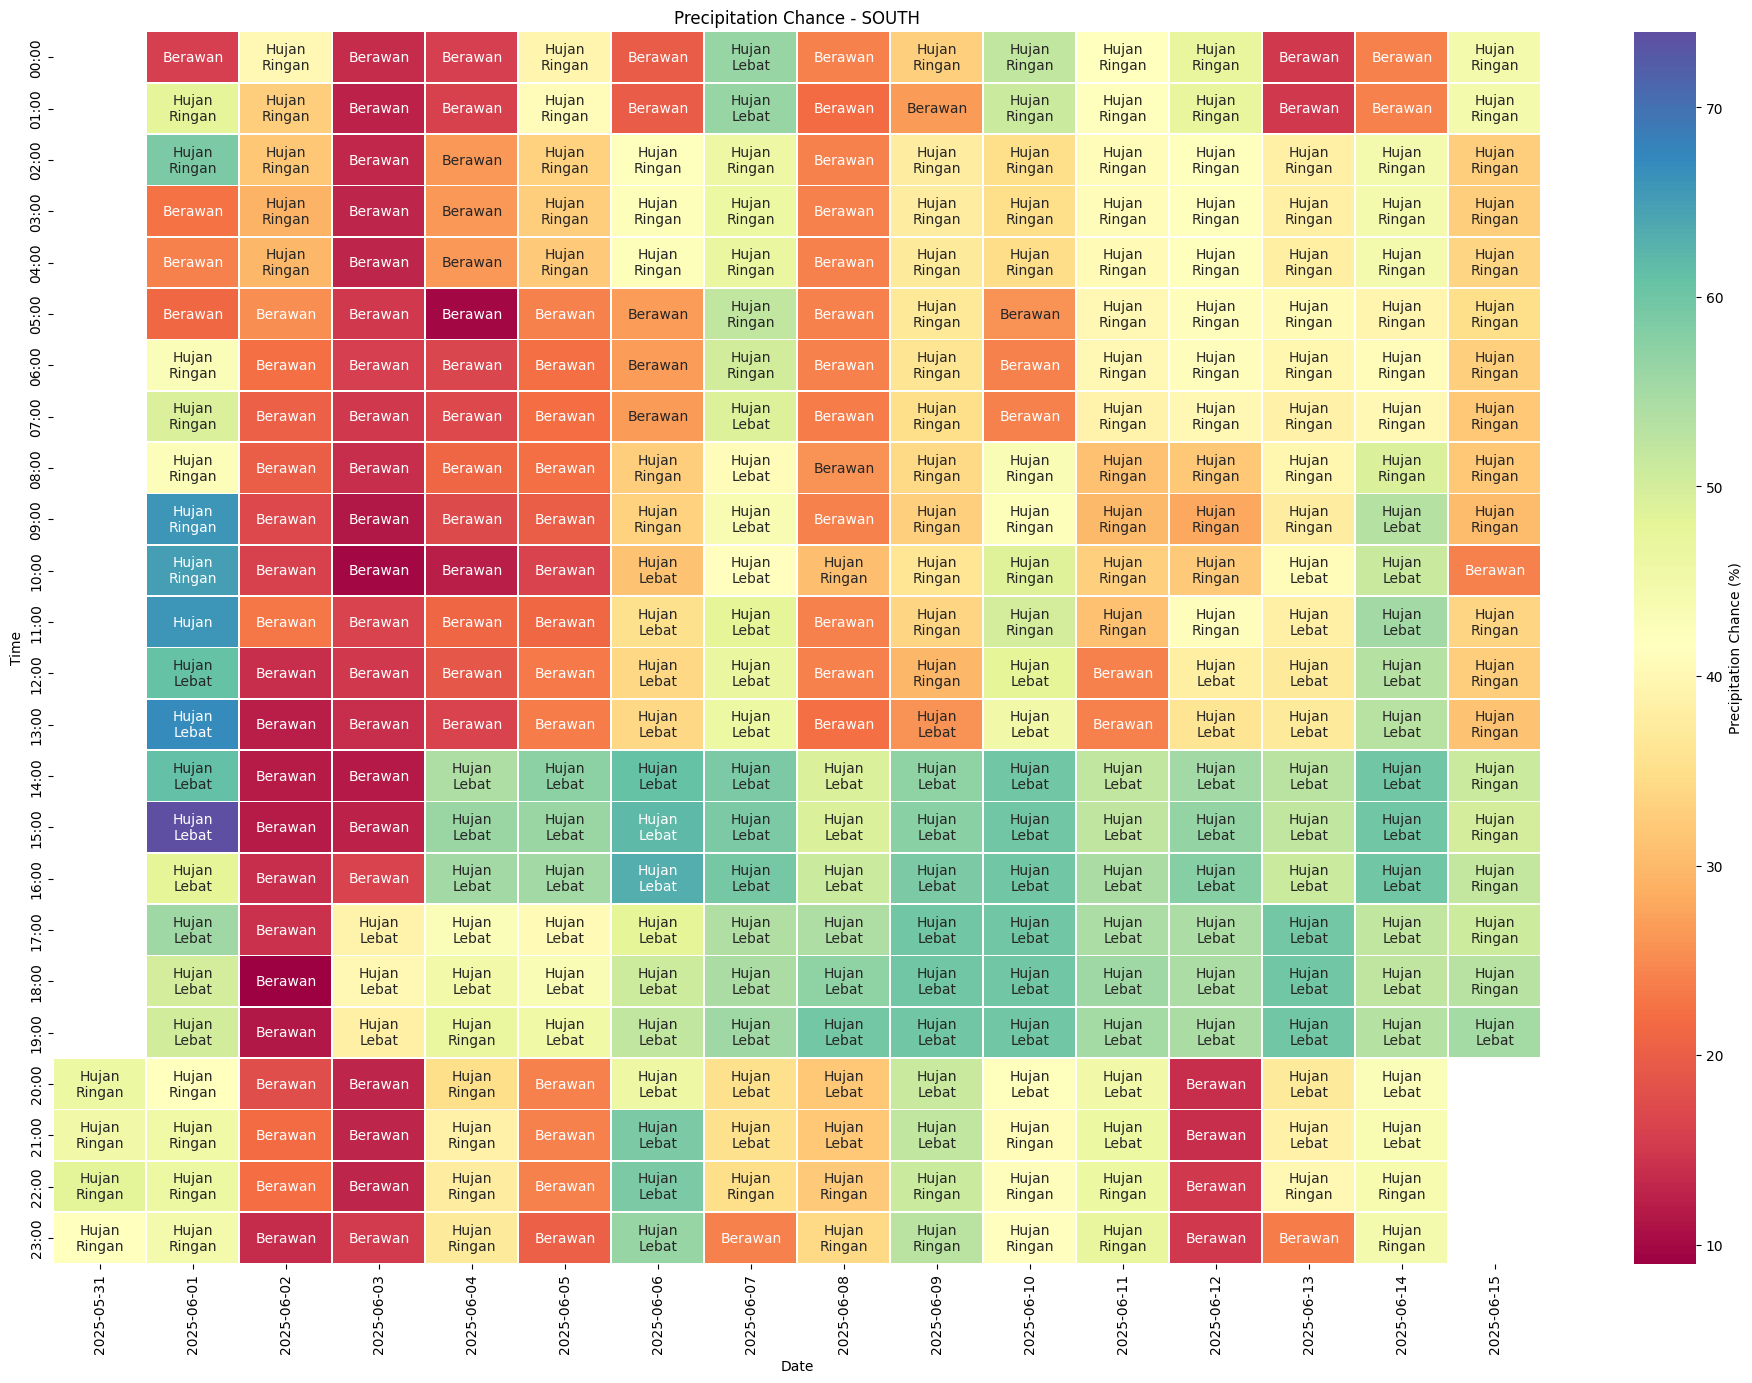 Precipitation Chance - SOUTH
00:00 Berawan Hujan Ringan Berawan Berawan Hujan Ringan Berawan Hujan Lebat Berawan Hujan Ringan Hujan Ringan Hujan Ringan Hujan Ringan Berawan Berawan Hujan Ringan
01:00 Hujan Ringan Hujan Ringan Berawan Berawan Hujan Ringan Berawan Hujan Lebat Berawan Berawan Hujan Ringan Hujan Ringan Hujan Ringan Berawan Berawan Hujan Ringan
02:00 Hujan Ringan Hujan Ringan Berawan Berawan Hujan Ringan Hujan Ringan Hujan Ringan Berawan Hujan Ringan Hujan Ringan Hujan Ringan Hujan Ringan Hujan Ringan Hujan Ringan Hujan Ringan
03:00 Berawan Hujan Ringan Berawan Berawan Hujan Ringan Hujan Ringan Hujan Ringan Berawan Hujan Ringan Hujan Ringan Hujan Ringan Hujan Ringan Hujan Ringan Hujan Ringan Hujan Ringan
04:00 Berawan Hujan Ringan Berawan Berawan Hujan Ringan Hujan Ringan Hujan Ringan Berawan Hujan Ringan Hujan Ringan Hujan Ringan Hujan Ringan Hujan Ringan Hujan Ringan Hujan Ringan
05:00 Berawan Berawan Berawan Berawan Berawan Berawan Hujan Ringan Berawan Hujan Ringan Berawan Hujan Ringan Hujan Ringan Hujan Ringan Hujan Ringan Hujan Ringan
06:00 Hujan Ringan Berawan Berawan Berawan Berawan Berawan Hujan Ringan Berawan Hujan Ringan Berawan Hujan Ringan Hujan Ringan Hujan Ringan Hujan Ringan Hujan Ringan
07:00 Hujan Ringan Berawan Berawan Berawan Berawan Berawan Hujan Lebat Berawan Hujan Ringan Berawan Hujan Ringan Hujan Ringan Hujan Ringan Hujan Ringan Hujan Ringan
08:00 Hujan Ringan Berawan Berawan Berawan Berawan Hujan Ringan Hujan Lebat Berawan Hujan Ringan Hujan Ringan Hujan Ringan Hujan Ringan Hujan Ringan Hujan Ringan Hujan Ringan
09:00 Hujan Ringan Berawan Berawan Berawan Berawan Hujan Ringan Hujan Lebat Berawan Hujan Ringan Hujan Ringan Hujan Ringan Hujan Ringan Hujan Ringan Hujan Lebat Hujan Ringan
10:00 Hujan Ringan Berawan Berawan Berawan Berawan Hujan Lebat Hujan Lebat Hujan Ringan Hujan Ringan Hujan Ringan Hujan Ringan Hujan Ringan Hujan Lebat Hujan Lebat Berawan
11:00 Hujan Berawan Berawan Berawan Berawan Hujan Lebat Hujan Lebat Berawan Hujan Ringan Hujan Ringan Hujan Ringan Hujan Ringan Hujan Lebat Hujan Lebat Hujan Ringan
12:00 Hujan Lebat Berawan Berawan Berawan Berawan Hujan Lebat Hujan Lebat Berawan Hujan Ringan Hujan Lebat Berawan Hujan Lebat Hujan Lebat Hujan Lebat Hujan Ringan
13:00 Hujan Lebat Berawan Berawan Berawan Berawan Hujan Lebat Hujan Lebat Berawan Hujan Lebat Hujan Lebat Berawan Hujan Lebat Hujan Lebat Hujan Lebat Hujan Ringan
14:00 Hujan Lebat Berawan Berawan Hujan Lebat Hujan Lebat Hujan Lebat Hujan Lebat Hujan Lebat Hujan Lebat Hujan Lebat Hujan Lebat Hujan Lebat Hujan Lebat Hujan Lebat Hujan Ringan
15:00 Hujan Lebat Berawan Berawan Hujan Lebat Hujan Lebat Hujan Lebat Hujan Lebat Hujan Lebat Hujan Lebat Hujan Lebat Hujan Lebat Hujan Lebat Hujan Lebat Hujan Lebat Hujan Ringan
16:00 Hujan Lebat Berawan Berawan Hujan Lebat Hujan Lebat Hujan Lebat Hujan Lebat Hujan Lebat Hujan Lebat Hujan Lebat Hujan Lebat Hujan Lebat Hujan Lebat Hujan Lebat Hujan Ringan
17:00 Hujan Lebat Berawan Hujan Lebat Hujan Lebat Hujan Lebat Hujan Lebat Hujan Lebat Hujan Lebat Hujan Lebat Hujan Lebat Hujan Lebat Hujan Lebat Hujan Lebat Hujan Lebat Hujan Ringan
18:00 Hujan Lebat Berawan Hujan Lebat Hujan Lebat Hujan Lebat Hujan Lebat Hujan Lebat Hujan Lebat Hujan Lebat Hujan Lebat Hujan Lebat Hujan Lebat Hujan Lebat Hujan Lebat Hujan Ringan
19:00 Hujan Lebat Berawan Hujan Lebat Hujan Ringan Hujan Lebat Hujan Lebat Hujan Lebat Hujan Lebat Hujan Lebat Hujan Lebat Hujan Lebat Hujan Lebat Hujan Lebat Hujan Lebat Hujan Lebat
20:00 Hujan Ringan Hujan Ringan Berawan Berawan Hujan Ringan Berawan Hujan Lebat Hujan Lebat Hujan Lebat Hujan Lebat Hujan Lebat Hujan Lebat Berawan Hujan Lebat Hujan Lebat
21:00 Hujan Ringan Hujan Ringan Berawan Berawan Hujan Ringan Berawan Hujan Lebat Hujan Lebat Hujan Lebat Hujan Lebat Hujan Ringan Hujan Lebat Berawan Hujan Lebat Hujan Lebat
22:00 Hujan Ringan Hujan Ringan Berawan Berawan Hujan Ringan Berawan Hujan Lebat Hujan Ringan Hujan Ringan Hujan Ringan Hujan Ringan Hujan Ringan Berawan Hujan Ringan Hujan Ringan
23:00 Hujan Ringan Hujan Ringan Berawan Berawan Hujan Ringan Berawan Hujan Lebat Berawan Hujan Ringan Hujan Ringan Hujan Ringan Hujan Ringan Berawan Berawan Hujan Ringan
Time
2025-05-31 2025-06-01 2025-06-02 2025-06-03 2025-06-04 2025-06-05 2025-06-06 2025-06-07 2025-06-08 2025-06-09 2025-06-10 2025-06-11 2025-06-12 2025-06-13 2025-06-14 2025-06-15
Date
70
60
50
40
30
20
10
Precipitation Chance (%)